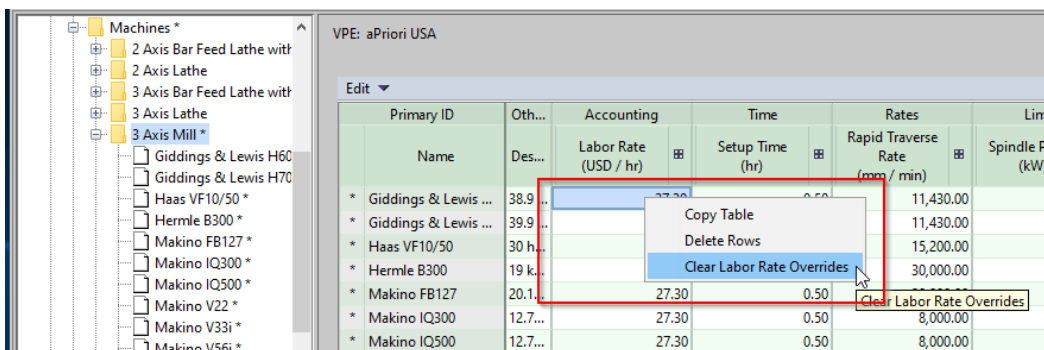 Machines *
2 Axis Bar Feed Lathe with
2 Axis Lathe
3 Axis Bar Feed Lathe with
3 Axis Lathe
3 Axis Mill *
Giddings & Lewis H60
Giddings & Lewis H70
Haas VF10/50 *
Hermle B300 *
Makino FB127 *
Makino IQ300 *
Makino IQ500 *
Makino V22 *
Makino V33i *
Makino V56i *
VPE: aPriori USA
Edit
Primary ID Oth... Accounting Time Rates Lim
Name Des... Labor Rate (USD / hr) Setup Time (hr) Rapid Traverse Rate (mm / min) Spindle P (kW)
* Giddings & Lewis ... 38.9 ... 27.30 0.50 11,430.00
* Giddings & Lewis ... 39.9 ... 11,430.00
* Haas VF10/50 30 h... 15,200.00
* Hermle B300 19 k... 30,000.00
* Makino FB127 20.1... 27.30 0.50
* Makino IQ300 12.7... 27.30 0.50 8,000.00
* Makino IQ500 12.7... 27.30 0.50 8,000.00
Copy Table
Delete Rows
Clear Labor Rate Overrides
Clear Labor Rate Overrides